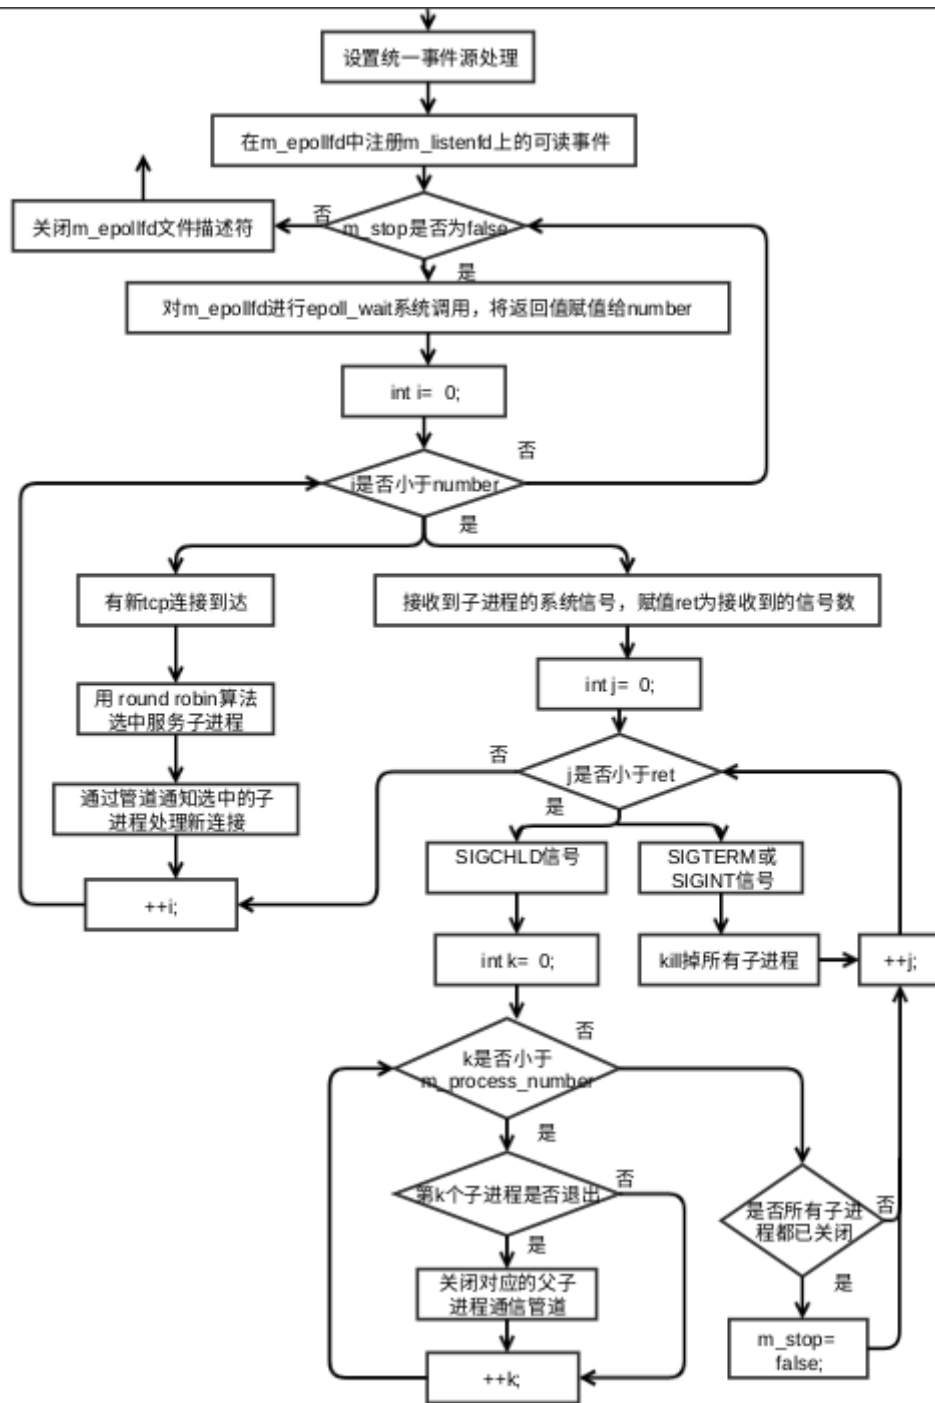 设置统一事件源处理
在m_epollfd中注册m_listenfd上的可读事件
关闭m_epollfd文件描述符
否
m_stop是否为false
是
对m_epollfd进行epoll_wait系统调用，将返回值赋值给number
int i= 0;
否
i是否小于number
是
有新tcp连接到达
接收到子进程的系统信号，赋值ret为接收到的信号数
用 round robin算法
选中服务子进程
int j= 0;
否
j是否小于ret
是
通过管道通知选中的子
进程处理新连接
++i;
SIGCHLD信号
SIGTERM或
SIGINT信号
int k= 0;
kill掉所有子进程
++j;
否
k是否小于
m_process_number
是
第k个子进程是否退出
否
是否所有子进
程都已关闭
否
是
关闭对应的父子
进程通信管道
是
m_stop=
false;
++k;